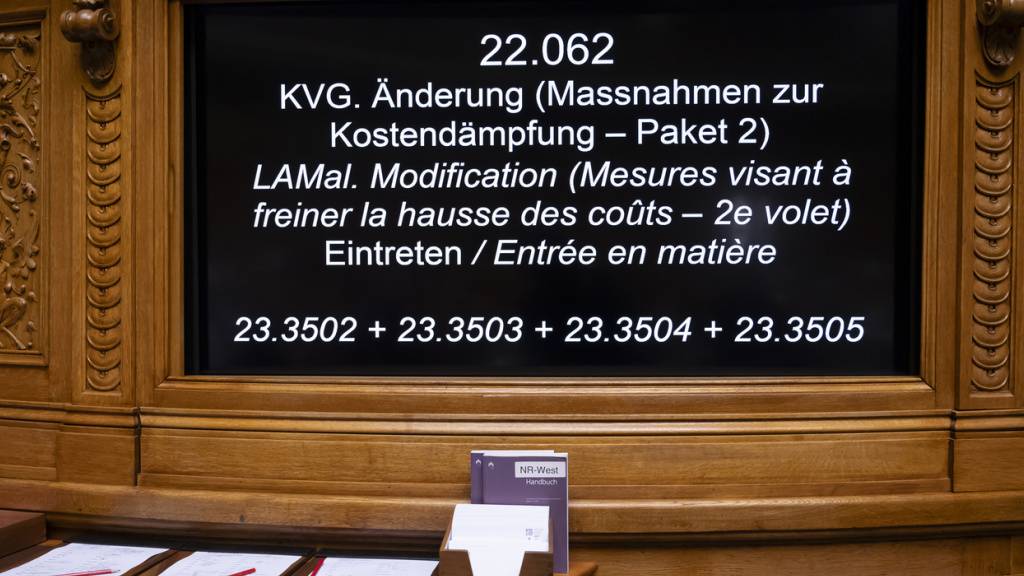 22.062
KVG. Änderung (Massnahmen zur
Kostendämpfung – Paket 2)
LAMal. Modification (Mesures visant à
freiner la hausse des coûts – 2e volet)
Eintreten / Entrée en matière
23.3502 + 23.3503 + 23.3504 + 23.3505
NR-West
Handbuch